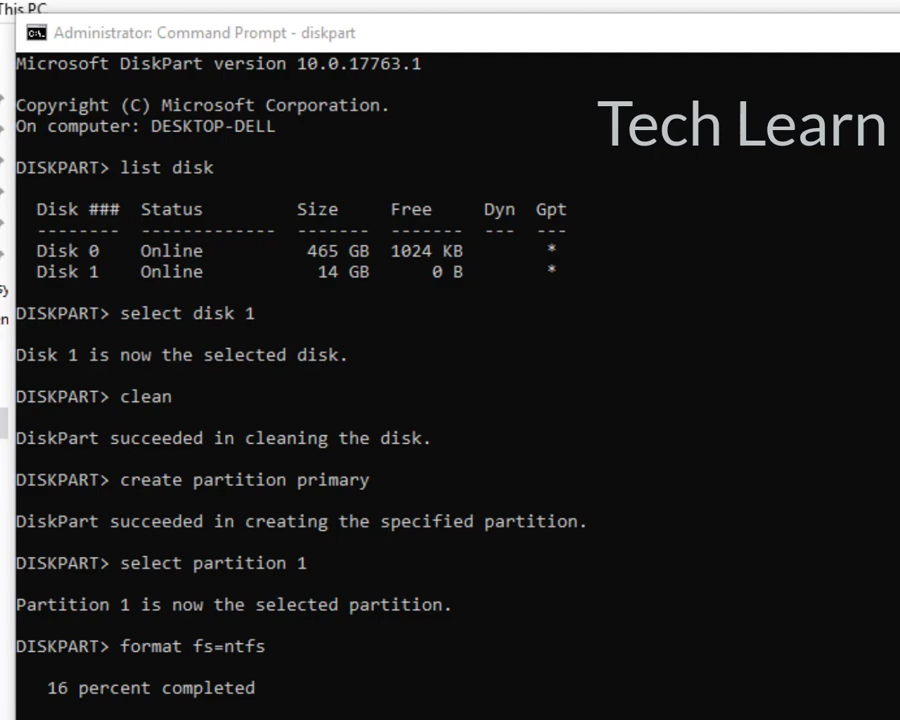 This PC
Administrator: Command Prompt - diskpart
Microsoft DiskPart version 10.0.17763.1
Copyright (C) Microsoft Corporation.
On computer: DESKTOP-DELL
Tech Learn
DISKPART> list disk
Disk ### Status Size Free Dyn Gpt
-------- ------------- ------- ------- --- ---
Disk 0 Online 465 GB 1024 KB *
Disk 1 Online 14 GB 0 B *
DISKPART> select disk 1
Disk 1 is now the selected disk.
DISKPART> clean
DiskPart succeeded in cleaning the disk.
DISKPART> create partition primary
DiskPart succeeded in creating the specified partition.
DISKPART> select partition 1
Partition 1 is now the selected partition.
DISKPART> format fs=ntfs
16 percent completed